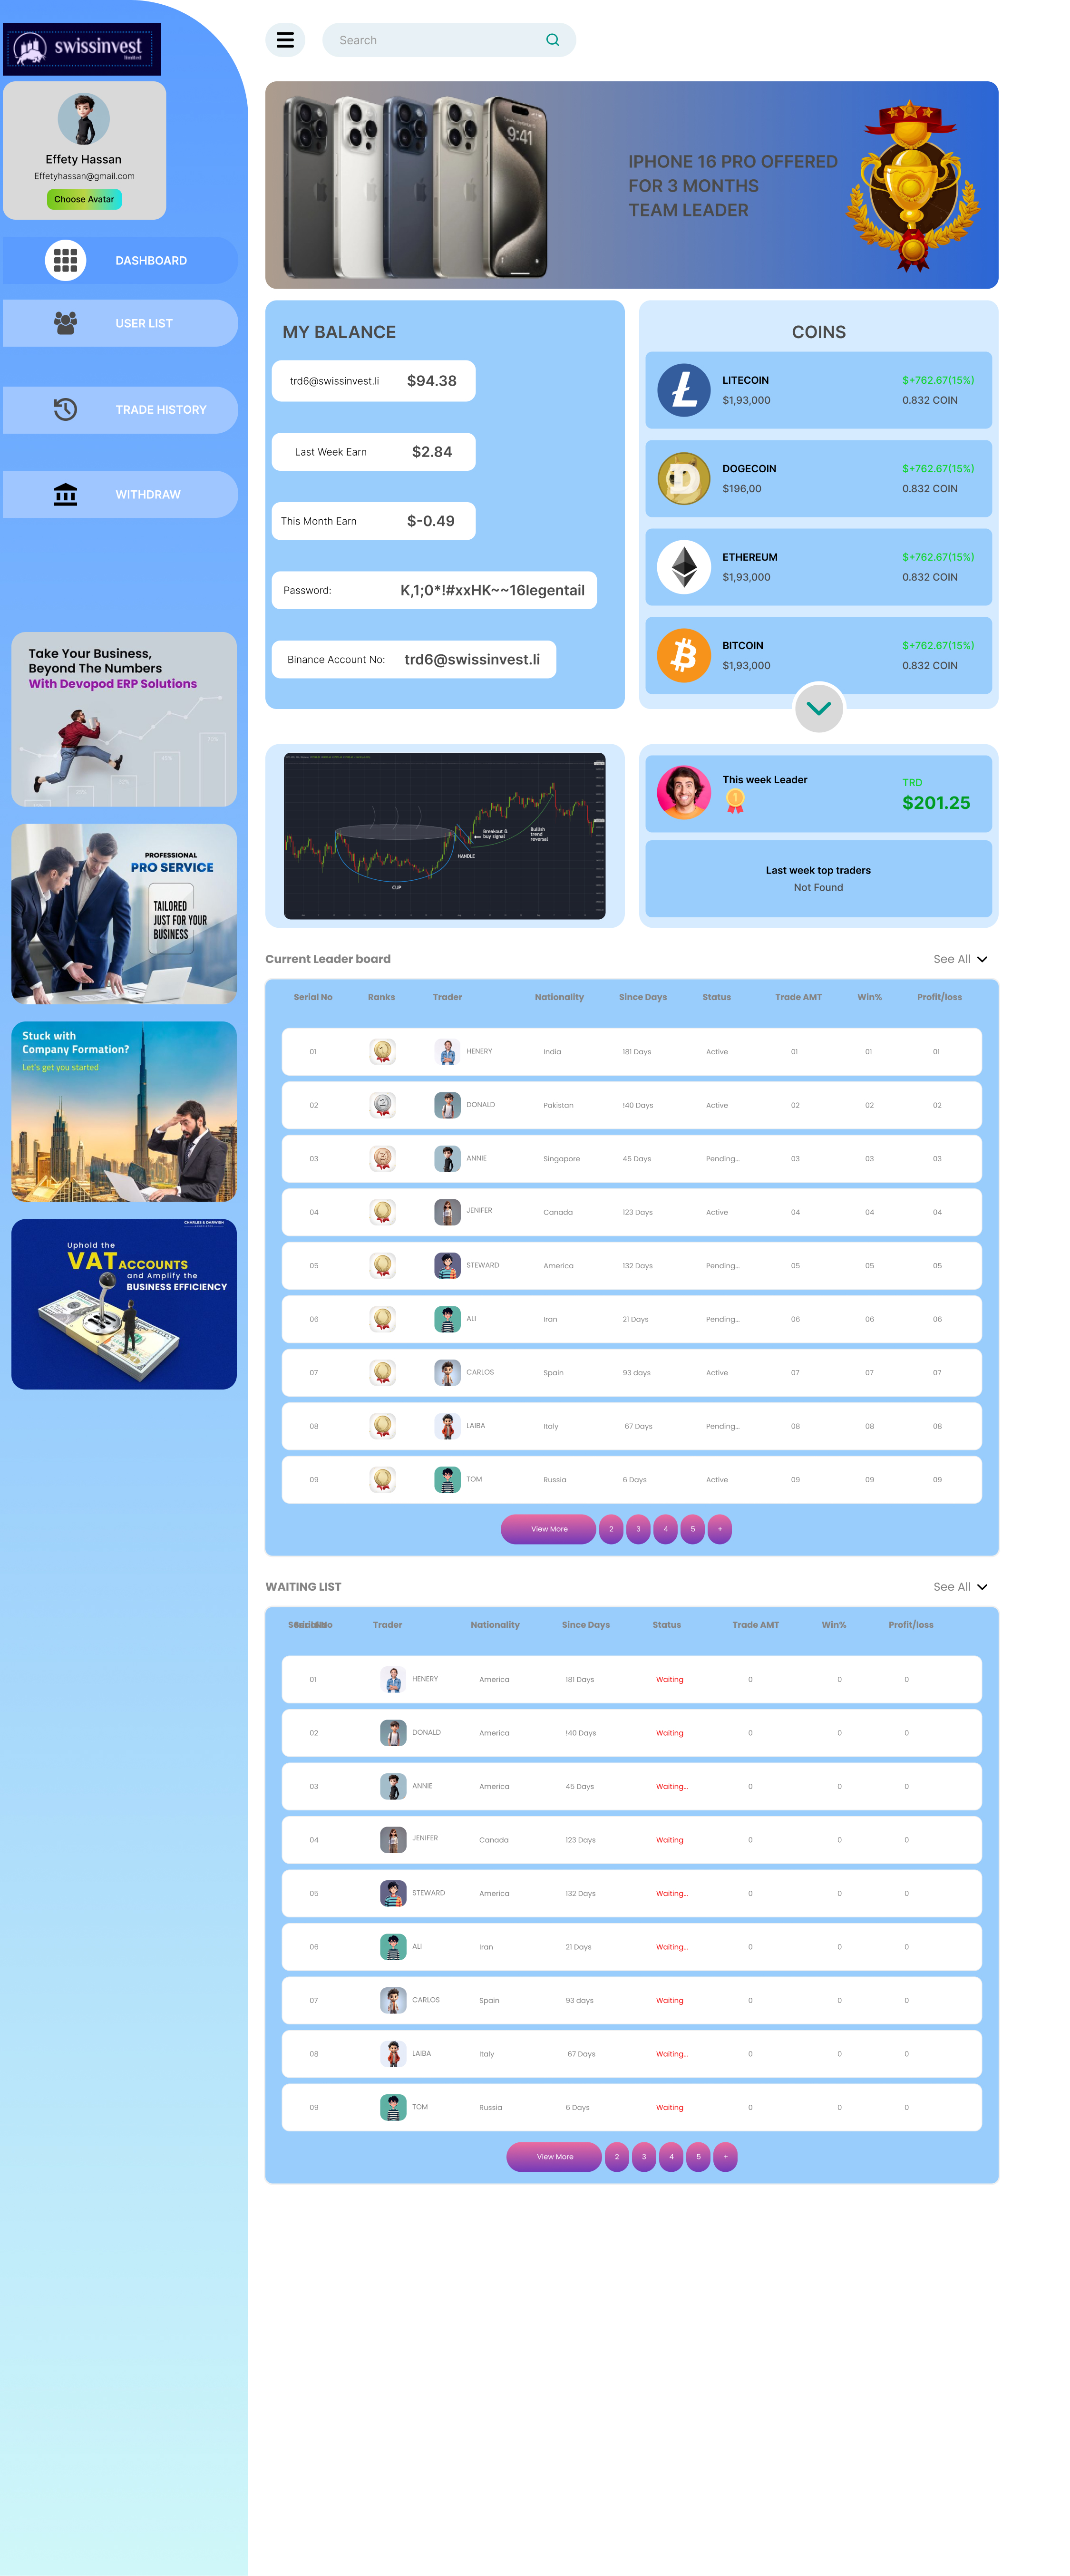 swissinvest
limited
Effety Hassan
Effetyhassan@gmail.com
Choose Avatar
DASHBOARD
USER LIST
TRADE HISTORY
WITHDRAW
Take Your Business,
Beyond The Numbers
With Devopod ERP Solutions
PROFESSIONAL
PRO SERVICE
TAILORED
JUST FOR YOUR
BUSINESS
Stuck with
Company Formation?
Let's get you started
CHARLES & DARWISH
Uphold the
VAT ACCOUNTS
and Amplify the
BUSINESS EFFICIENCY
Search
9:41
IPHONE 16 PRO OFFERED
FOR 3 MONTHS
TEAM LEADER
MY BALANCE
trd6@swissinvest.li $94.38
Last Week Earn $2.84
This Month Earn $-0.49
Password: K,1;0*!#xxHK~~16legentail
Binance Account No: trd6@swissinvest.li
COINS
LITECOIN $+762.67(15%)
$1,93,000 0.832 COIN
DOGECOIN $+762.67(15%)
$196,00 0.832 COIN
ETHEREUM $+762.67(15%)
$1,93,000 0.832 COIN
BITCOIN $+762.67(15%)
$1,93,000 0.832 COIN
Breakout &
buy signal
Bullish
trend
reversal
HANDLE
CUP
This week Leader TRD
1 $201.25
Last week top traders
Not Found
Current Leader board See All
Serial No Ranks Trader Nationality Since Days Status Trade AMT Win% Profit/loss
01 HENERY India 181 Days Active 01 01 01
02 DONALD Pakistan !40 Days Active 02 02 02
03 ANNIE Singapore 45 Days Pending... 03 03 03
04 JENIFER Canada 123 Days Active 04 04 04
05 STEWARD America 132 Days Pending... 05 05 05
06 ALI Iran 21 Days Pending... 06 06 06
07 CARLOS Spain 93 days Active 07 07 07
08 LAIBA Italy 67 Days Pending... 08 08 08
09 TOM Russia 6 Days Active 09 09 09
View More 2 3 4 5 +
WAITING LIST See All
Trader Nationality Since Days Status Trade AMT Win% Profit/loss
01 HENERY America 181 Days Waiting 0 0 0
02 DONALD America !40 Days Waiting 0 0 0
03 ANNIE America 45 Days Waiting... 0 0 0
04 JENIFER Canada 123 Days Waiting 0 0 0
05 STEWARD America 132 Days Waiting... 0 0 0
06 ALI Iran 21 Days Waiting... 0 0 0
07 CARLOS Spain 93 days Waiting 0 0 0
08 LAIBA Italy 67 Days Waiting... 0 0 0
09 TOM Russia 6 Days Waiting 0 0 0
View More 2 3 4 5 +